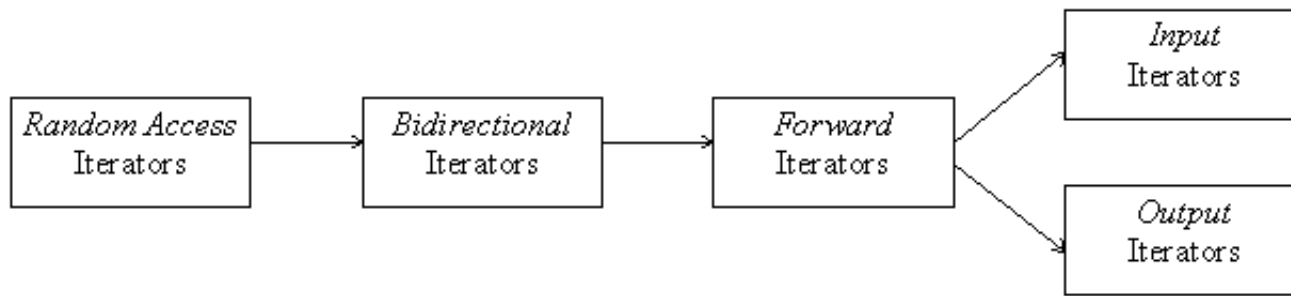 Random Access
Iterators
Bidirectional
Iterators
Forward
Iterators
Input
Iterators
Output
Iterators